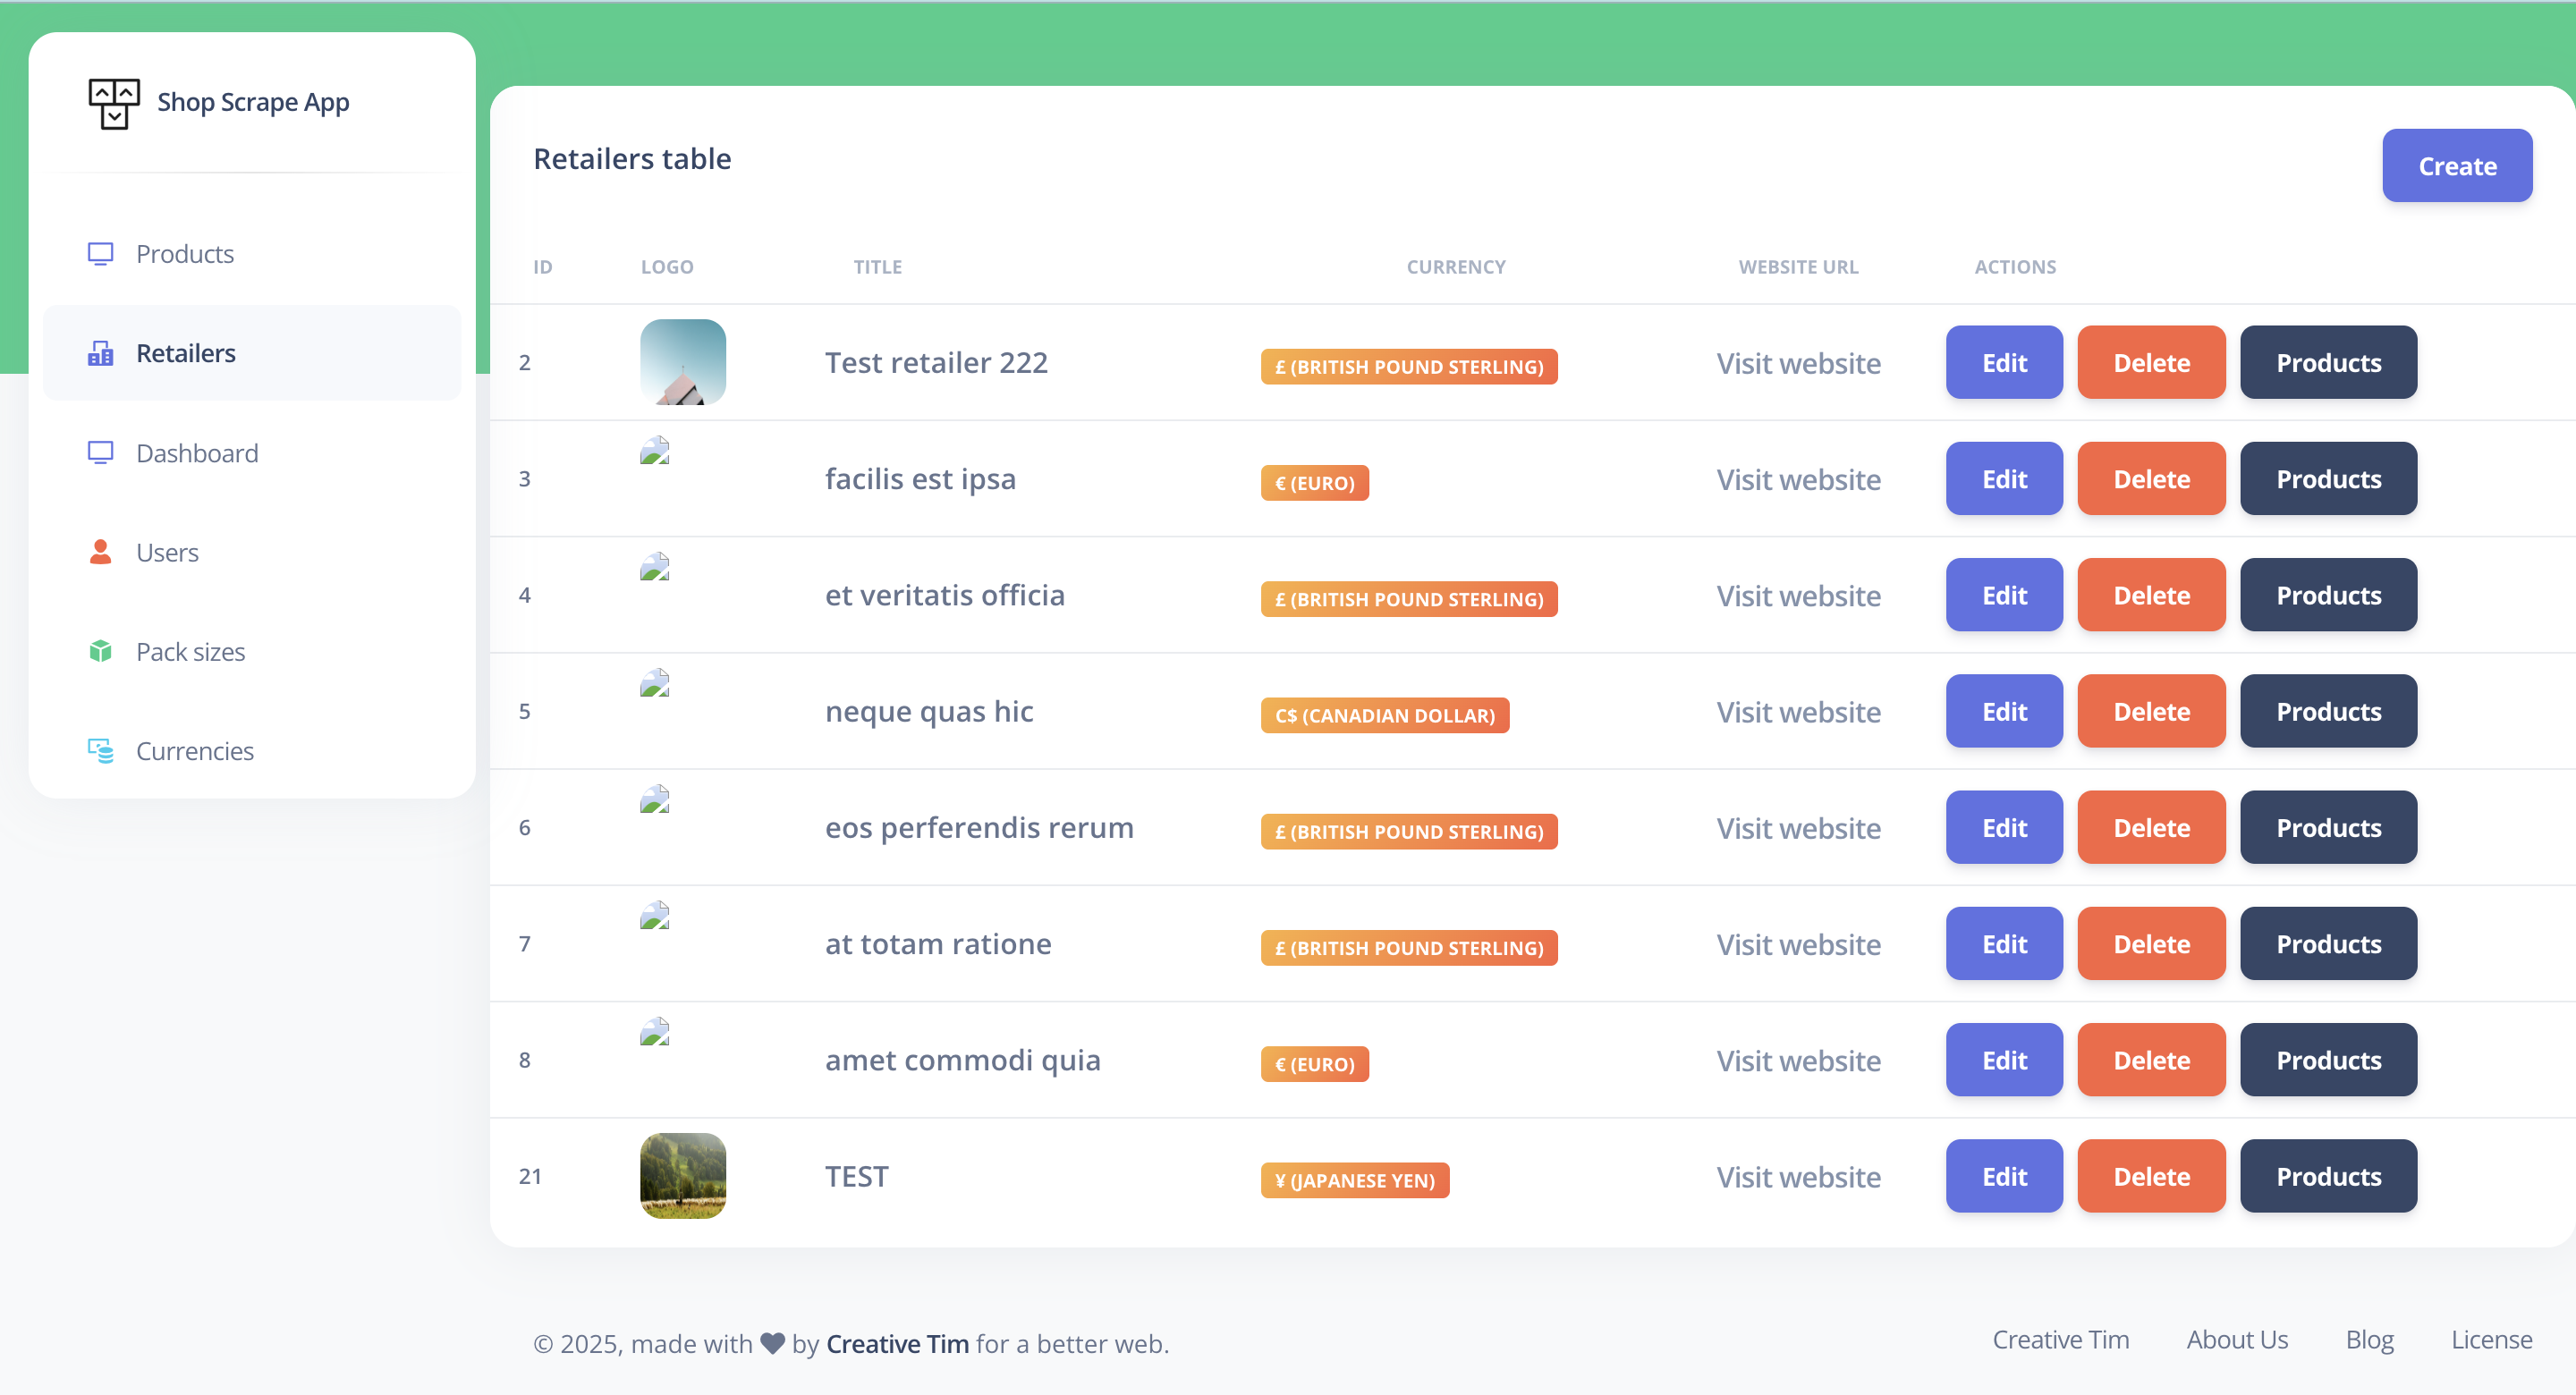 Shop Scrape App
Products
Retailers
Dashboard
Users
Pack sizes
Currencies
Retailers table
Create
ID LOGO TITLE CURRENCY WEBSITE URL ACTIONS
2 Test retailer 222 £ (BRITISH POUND STERLING) Visit website Edit Delete Products
3 facilis est ipsa € (EURO) Visit website Edit Delete Products
4 et veritatis officia £ (BRITISH POUND STERLING) Visit website Edit Delete Products
5 neque quas hic C$ (CANADIAN DOLLAR) Visit website Edit Delete Products
6 eos perferendis rerum £ (BRITISH POUND STERLING) Visit website Edit Delete Products
7 at totam ratione £ (BRITISH POUND STERLING) Visit website Edit Delete Products
8 amet commodi quia € (EURO) Visit website Edit Delete Products
21 TEST ¥ (JAPANESE YEN) Visit website Edit Delete Products
© 2025, made with ♥ by Creative Tim for a better web.
Creative Tim About Us Blog License